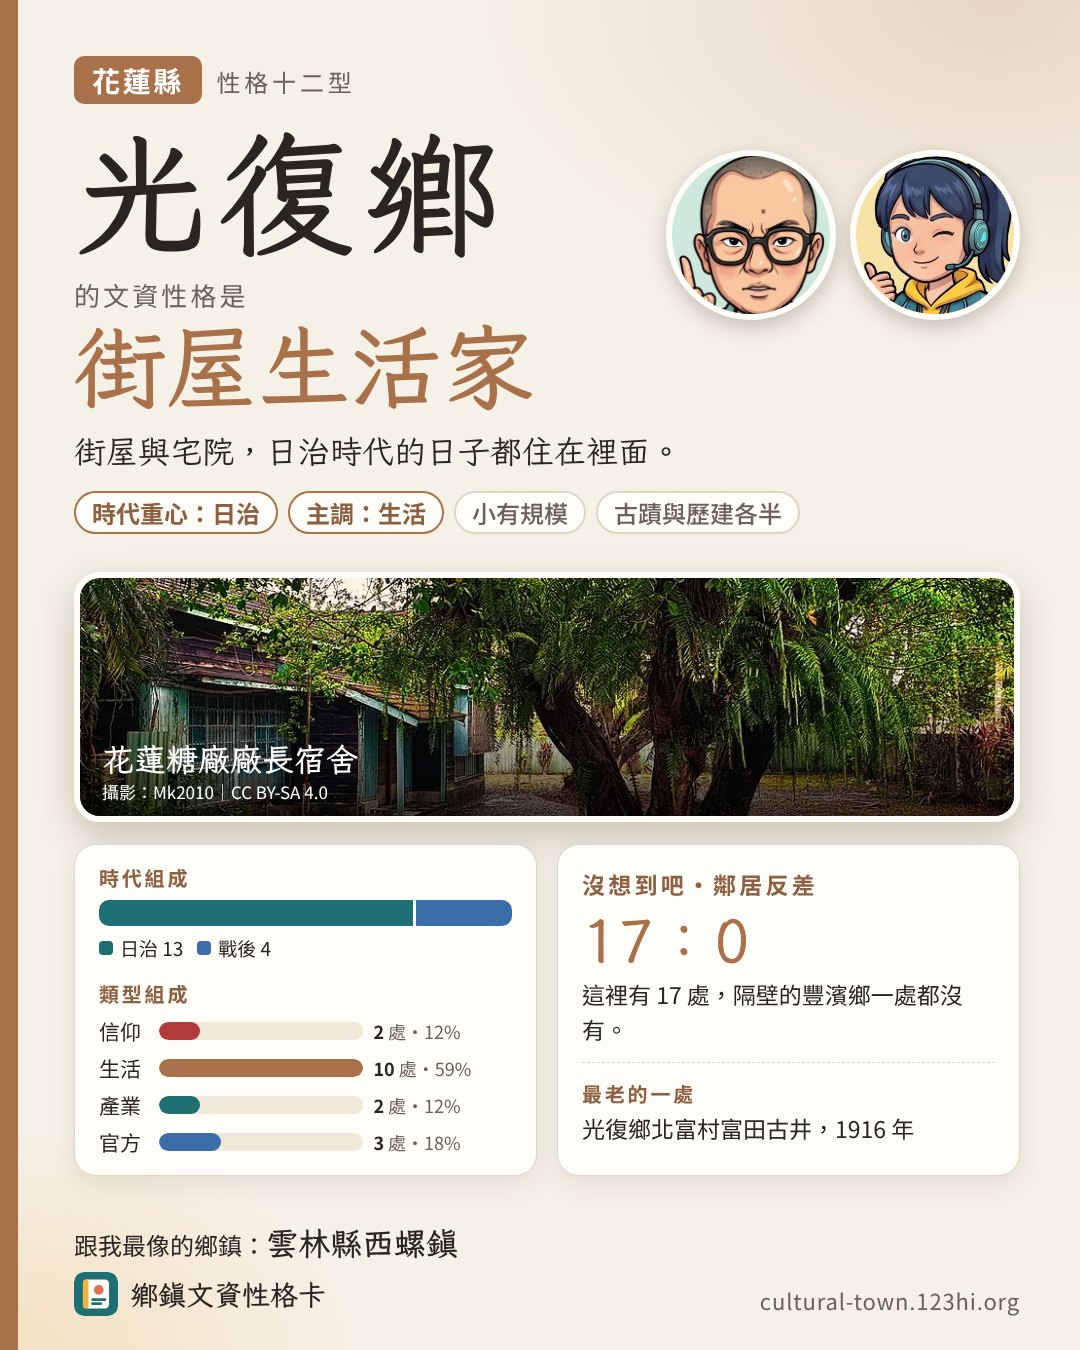 花蓮縣 性格十二型
光復鄉
的文資性格是
街屋生活家
街屋與宅院，日治時代的日子都住在裡面。
時代重心：日治 主調：生活 小有規模 古蹟與歷建各半
花蓮糖廠廠長宿舍
攝影：Mk2010｜CC BY-SA 4.0
時代組成
日治 13 戰後 4
類型組成
信仰 2 處・12%
生活 10 處・59%
產業 2 處・12%
官方 3 處・18%
沒想到吧・鄰居反差
17：0
這裡有 17 處，隔壁的豐濱鄉一處都沒
有。
最老的一處
光復鄉北富村富田古井，1916 年
跟我最像的鄉鎮：雲林縣西螺鎮
鄉鎮文資性格卡
cultural-town.123hi.org